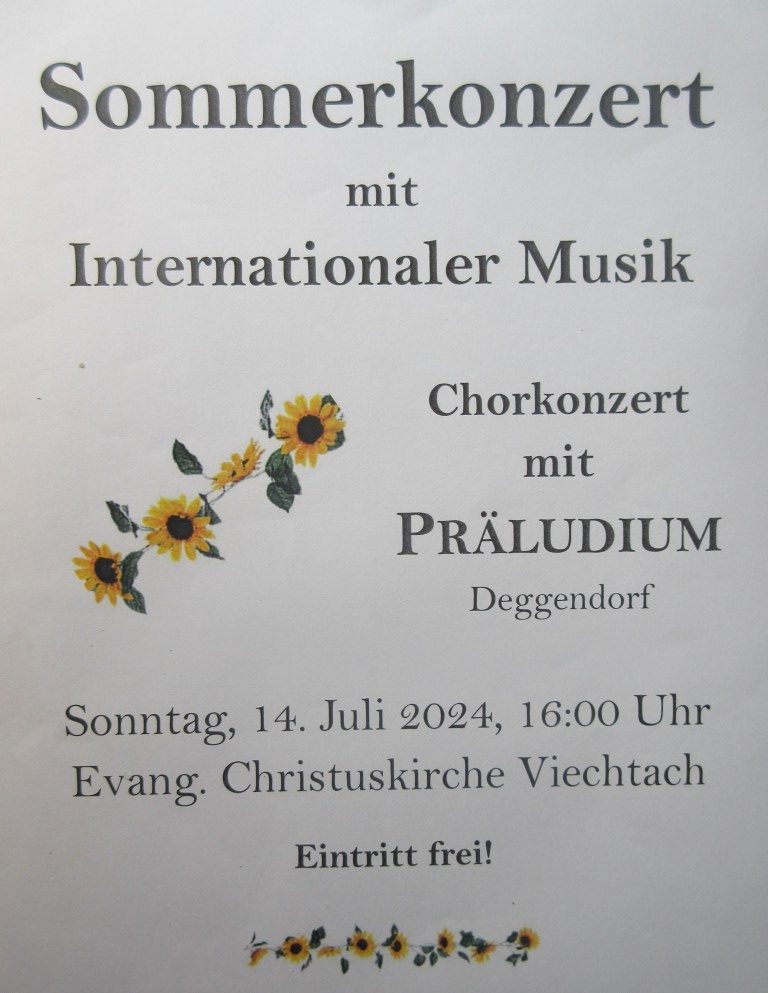 Sommerkonzert
mit
Internationaler Musik
Chorkonzert
mit
PRÄLUDIUM
Deggendorf
Sonntag, 14. Juli 2024, 16:00 Uhr
Evang. Christuskirche Viechtach
Eintritt frei!